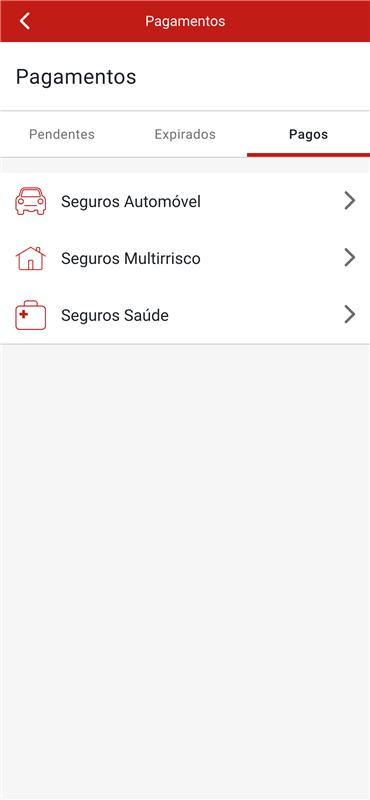 Pagamentos
Pagamentos
Pendentes Expirados Pagos
Seguros Automóvel
Seguros Multirrisco
Seguros Saúde